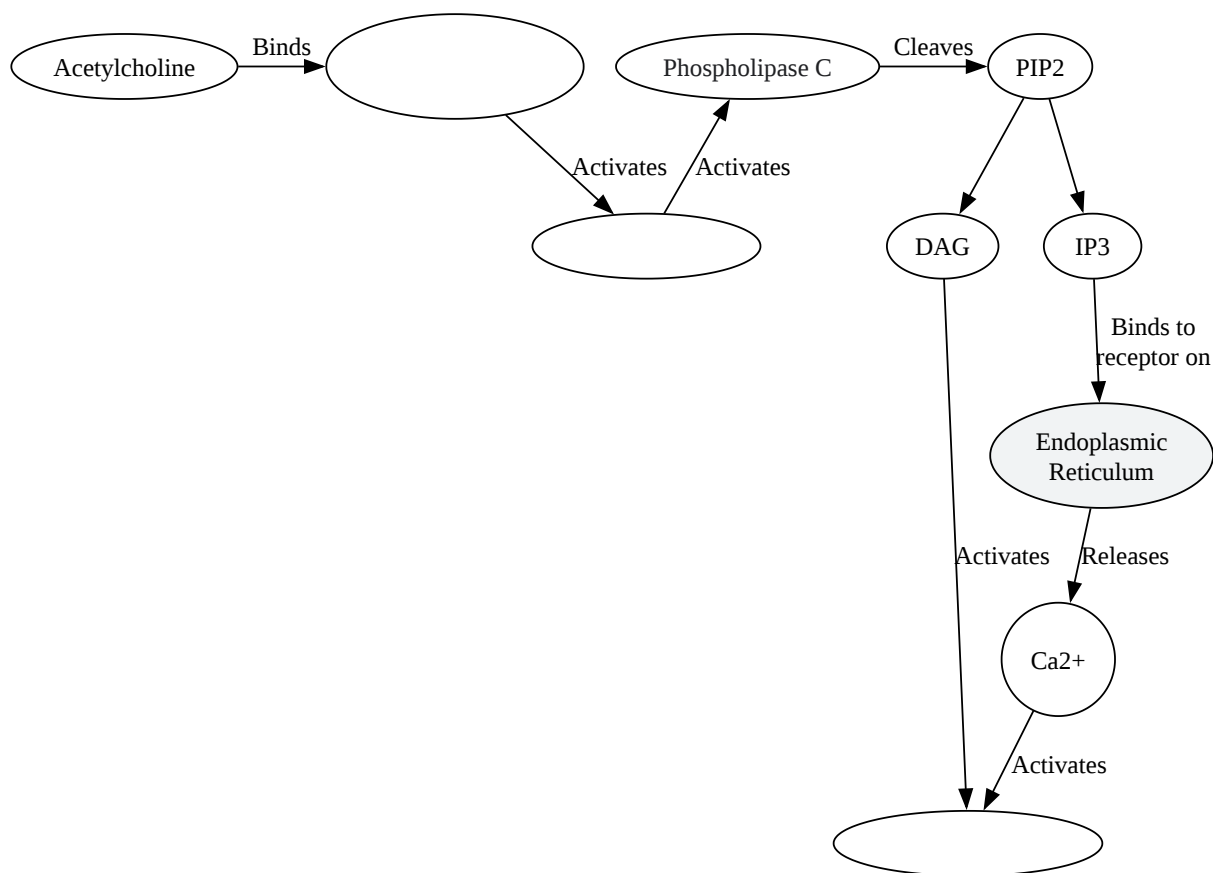 Acetylcholine
Binds
Activates
Activates
Phospholipase C
Cleaves
PIP2
DAG
IP3
Binds to
receptor on
Endoplasmic
Reticulum
Activates
Releases
Ca2+
Activates